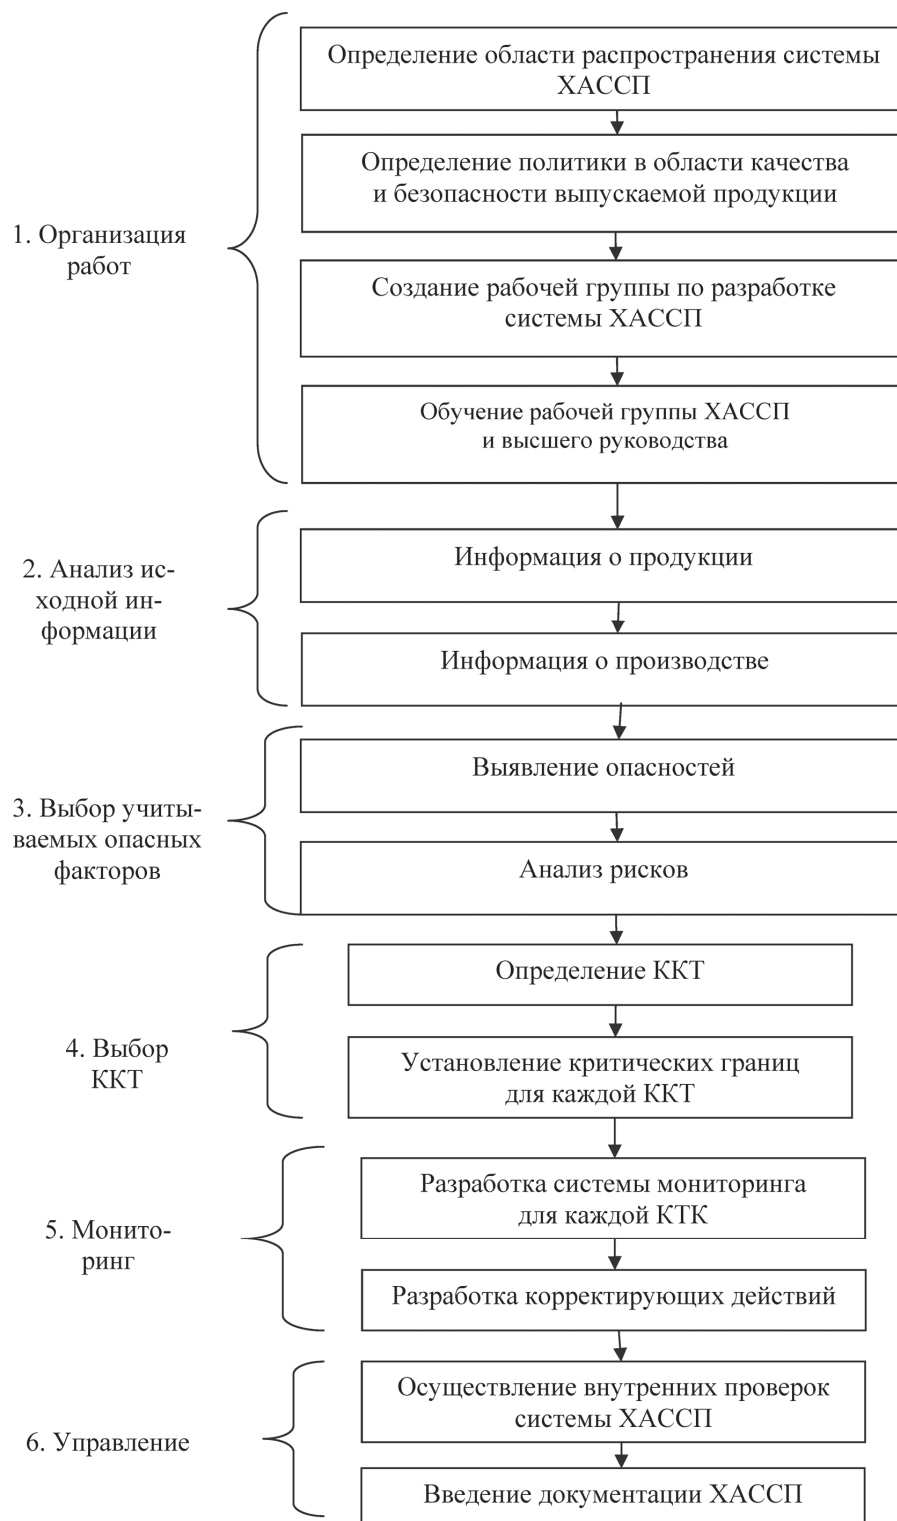 Определение области распространения системы
ХАССП
Определение политики в области качества
и безопасности выпускаемой продукции
1. Организация
работ
Создание рабочей группы по разработке
системы ХАССП
Обучение рабочей группы ХАССП
и высшего руководства
2. Анализ ис-
ходной ин-
формации
Информация о продукции
Информация о производстве
3. Выбор учиты-
ваемых опасных
факторов
Выявление опасностей
Анализ рисков
4. Выбор
ККТ
Определение ККТ
Установление критических границ
для каждой ККТ
5. Монито-
ринг
Разработка системы мониторинга
для каждой КТК
Разработка корректирующих действий
6. Управление
Осуществление внутренних проверок
системы ХАССП
Введение документации ХАССП